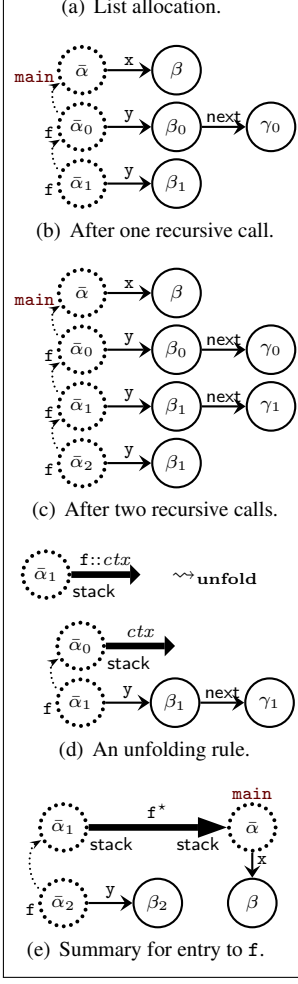 (a) List allocation.
main ᾱ x β
f ᾱ₀ y β₀ next γ₀
f ᾱ₁ y β₁
(b) After one recursive call.
main ᾱ x β
f ᾱ₀ y β₀ next γ₀
f ᾱ₁ y β₁ next γ₁
f ᾱ₂ y β₁
(c) After two recursive calls.
ᾱ₁ f::ctx stack ⇝unfold
ᾱ₀ ctx stack
f ᾱ₁ y β₁ next γ₁
(d) An unfolding rule.
main
ᾱ₁ stack f* stack ᾱ
x
f ᾱ₂ y β₂ β
(e) Summary for entry to f.